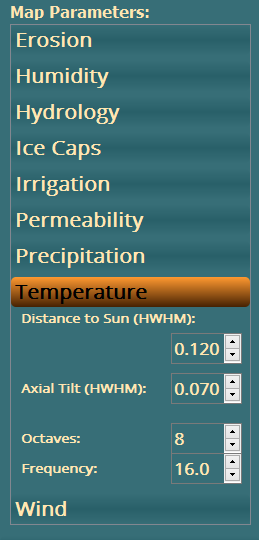 Map Parameters:
Erosion
Humidity
Hydrology
Ice Caps
Irrigation
Permeability
Precipitation
Temperature
Distance to Sun (HWHM):
0.120
Axial Tilt (HWHM): 0.070
Octaves: 8
Frequency: 16.0
Wind